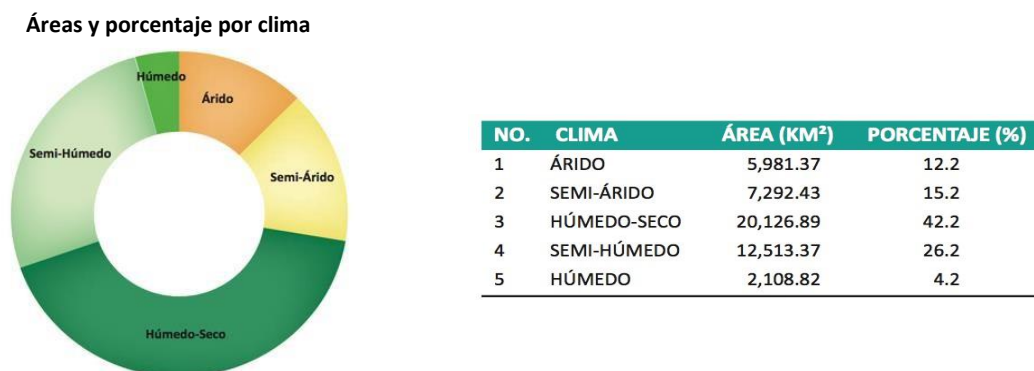 Áreas y porcentaje por clima
Húmedo
Árido
Semi-Húmedo
Semi-Árido
Húmedo-Seco
NO. CLIMA ÁREA (KM²) PORCENTAJE (%)
1 ÁRIDO 5,981.37 12.2
2 SEMI-ÁRIDO 7,292.43 15.2
3 HÚMEDO-SECO 20,126.89 42.2
4 SEMI-HÚMEDO 12,513.37 26.2
5 HÚMEDO 2,108.82 4.2